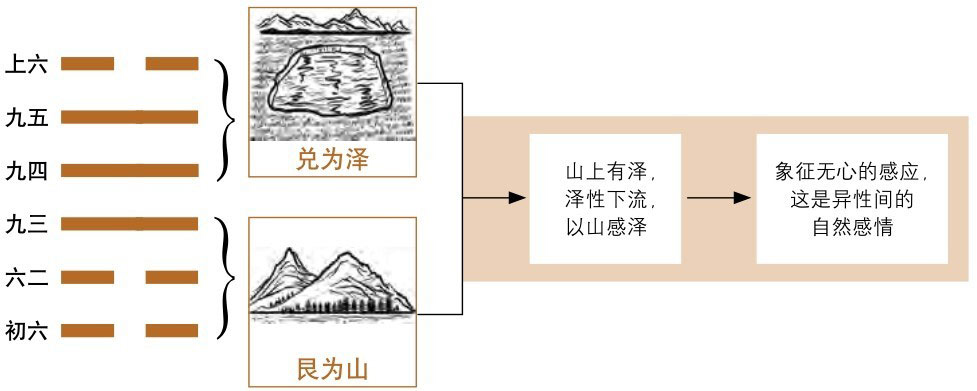 上六
九五
九四
九三
六二
初六
兑为泽
艮为山
山上有泽，
泽性下流，
以山感泽
象征无心的感应，
这是异性间的
自然感情